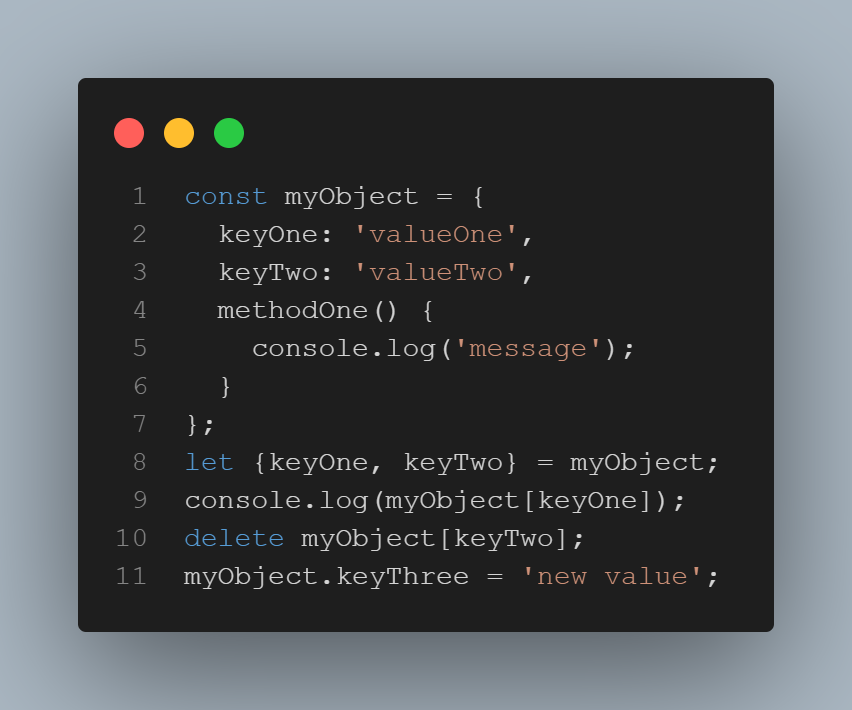 1 const myObject = {
2   keyOne: 'valueOne',
3   keyTwo: 'valueTwo',
4   methodOne() {
5     console.log('message');
6   }
7 };
8 let {keyOne, keyTwo} = myObject;
9 console.log(myObject[keyOne]);
10 delete myObject[keyTwo];
11 myObject.keyThree = 'new value';